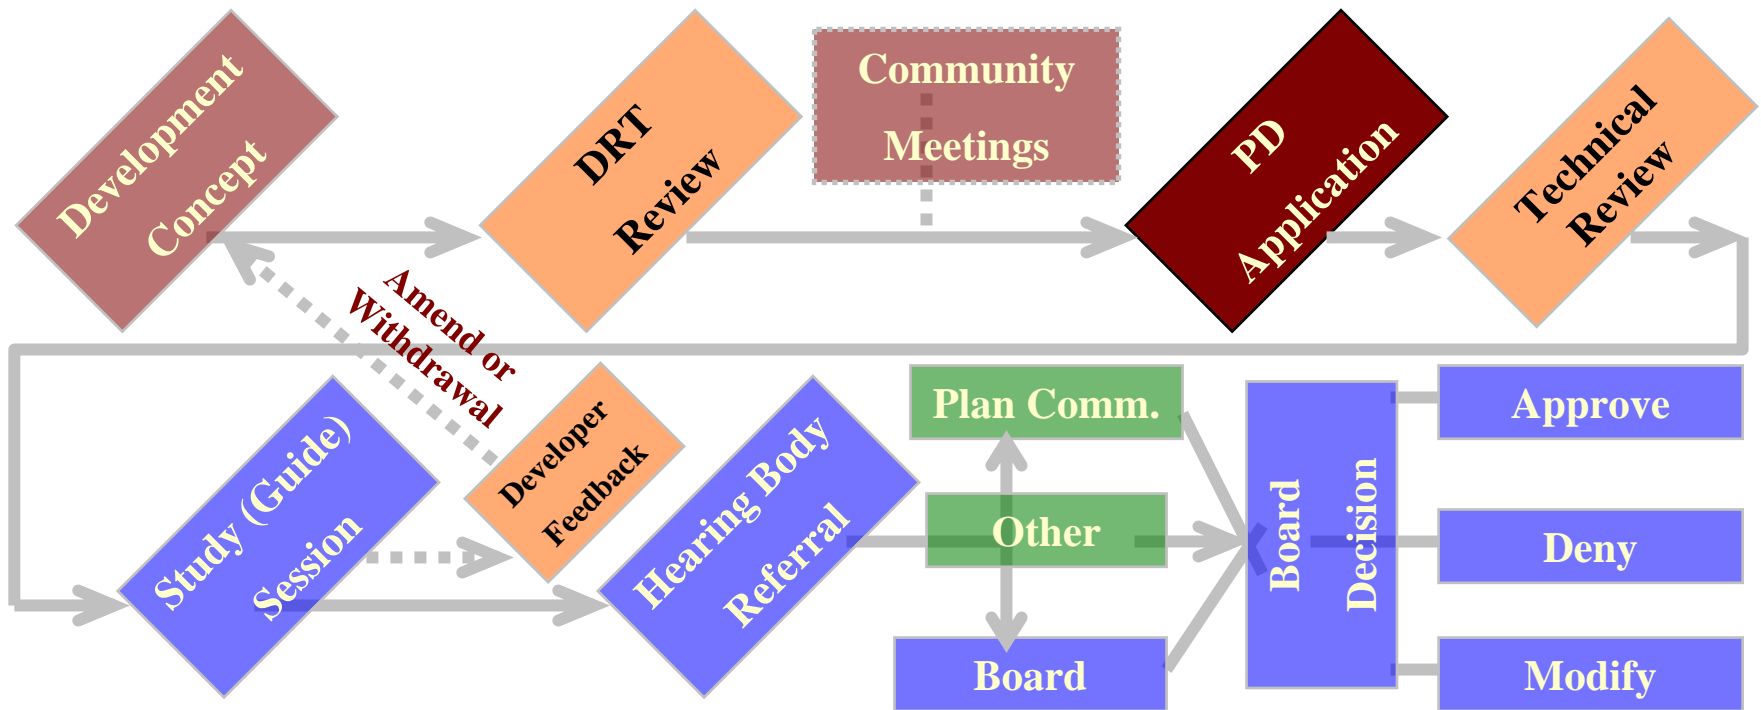 Development
Concept
DRT
Review
Community
Meetings
PD
Application
Technical
Review
Amend or
Withdrawal
Study (Guide)
Session
Developer
Feedback
Hearing Body
Referral
Plan Comm.
Other
Board
Board
Decision
Approve
Deny
Modify